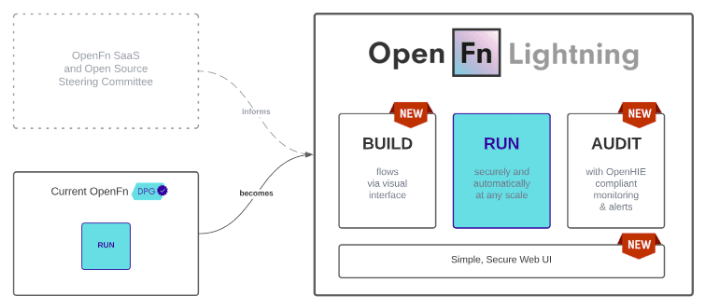 OpenFn SaaS
and Open Source
Steering Committee
informs
Current OpenFn DPG
RUN
becomes
Open Fn Lightning
NEW
BUILD
flows
via visual
interface
RUN
securely and
automatically
at any scale
NEW
AUDIT
with OpenHIE
compliant
monitoring
& alerts
NEW
Simple, Secure Web UI